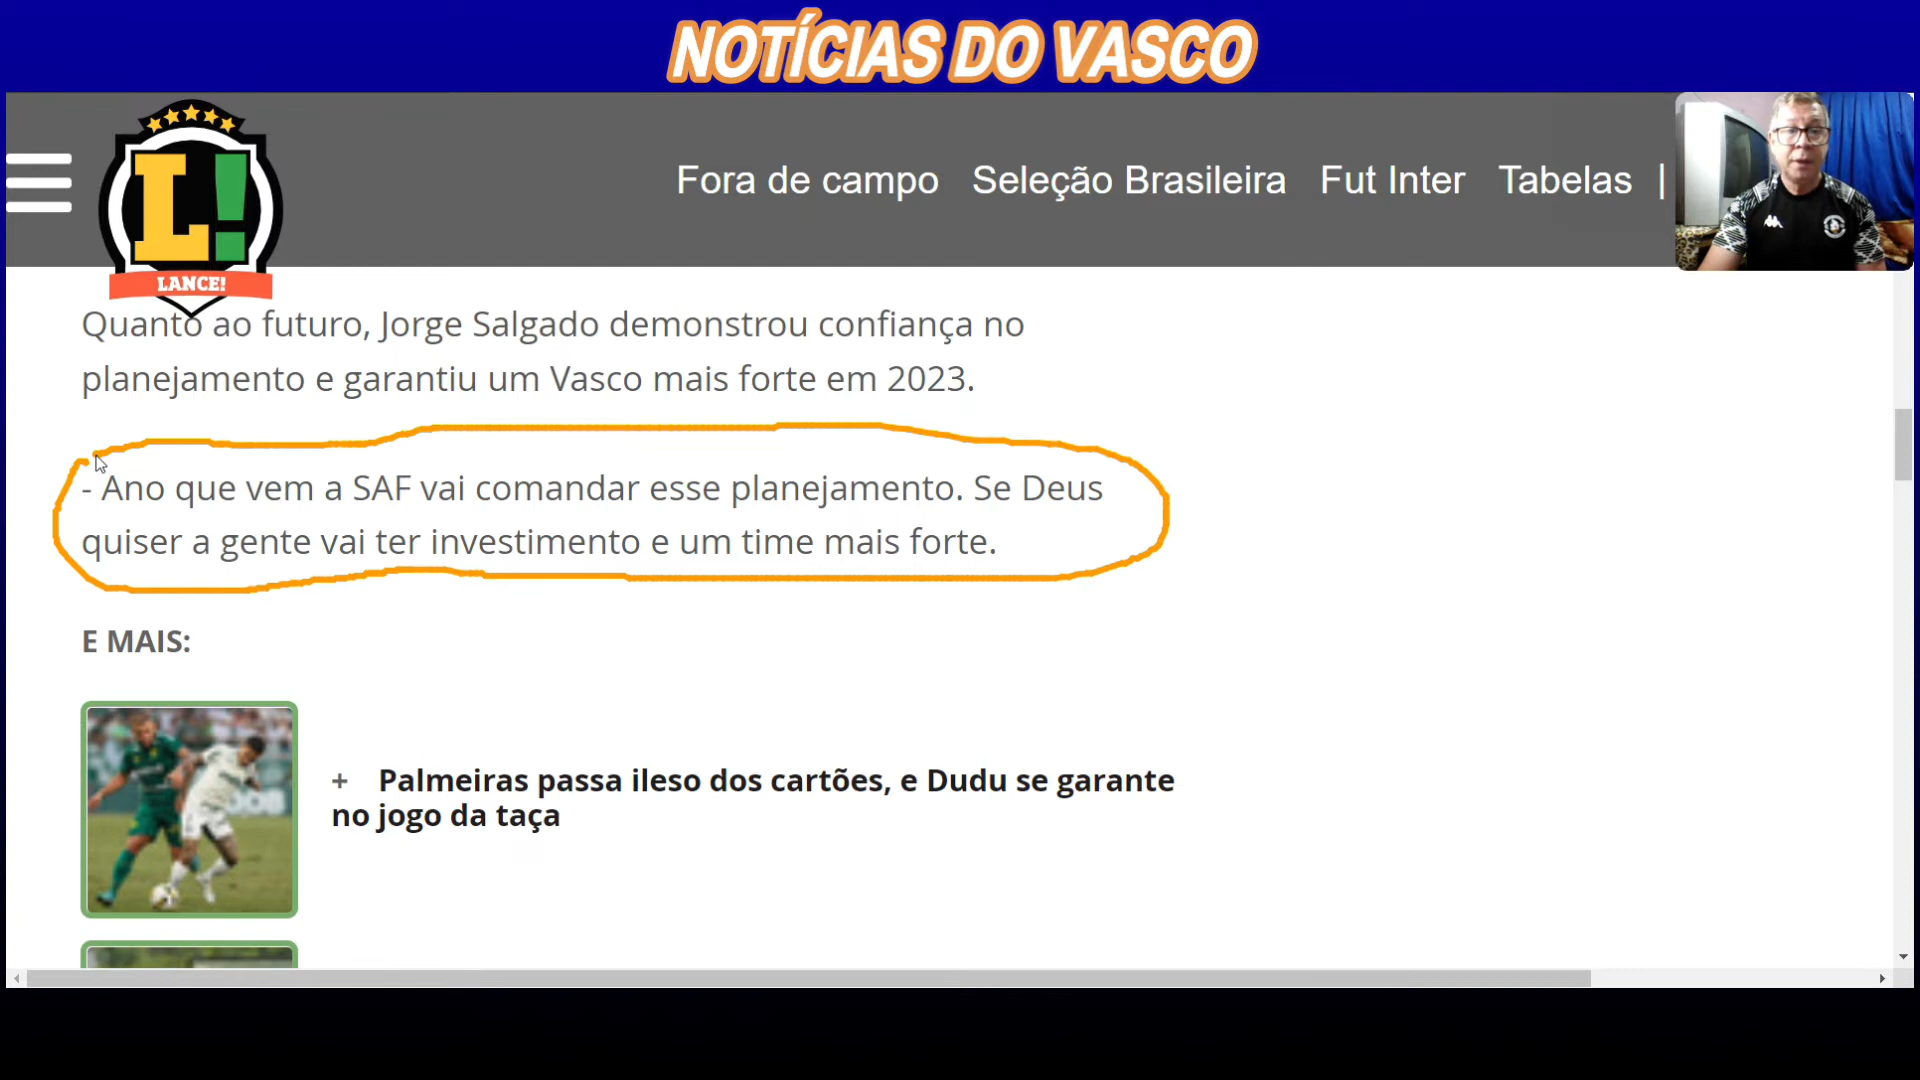 NOTÍCIAS DO VASCO
L!
LANCE!
Fora de campo Seleção Brasileira Fut Inter Tabelas |
Quanto ao futuro, Jorge Salgado demonstrou confiança no
planejamento e garantiu um Vasco mais forte em 2023.
- Ano que vem a SAF vai comandar esse planejamento. Se Deus
quiser a gente vai ter investimento e um time mais forte.
E MAIS:
+ Palmeiras passa ileso dos cartões, e Dudu se garante
no jogo da taça